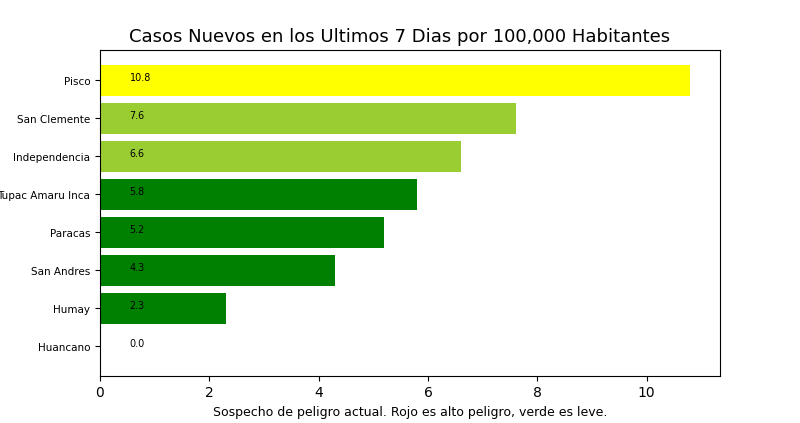 Casos Nuevos en los Ultimos 7 Dias por 100,000 Habitantes
Pisco 10.8
San Clemente 7.6
Independencia 6.6
Tupac Amaru Inca 5.8
Paracas 5.2
San Andres 4.3
Humay 2.3
Huancano 0.0
0 2 4 6 8 10
Sospecho de peligro actual. Rojo es alto peligro, verde es leve.